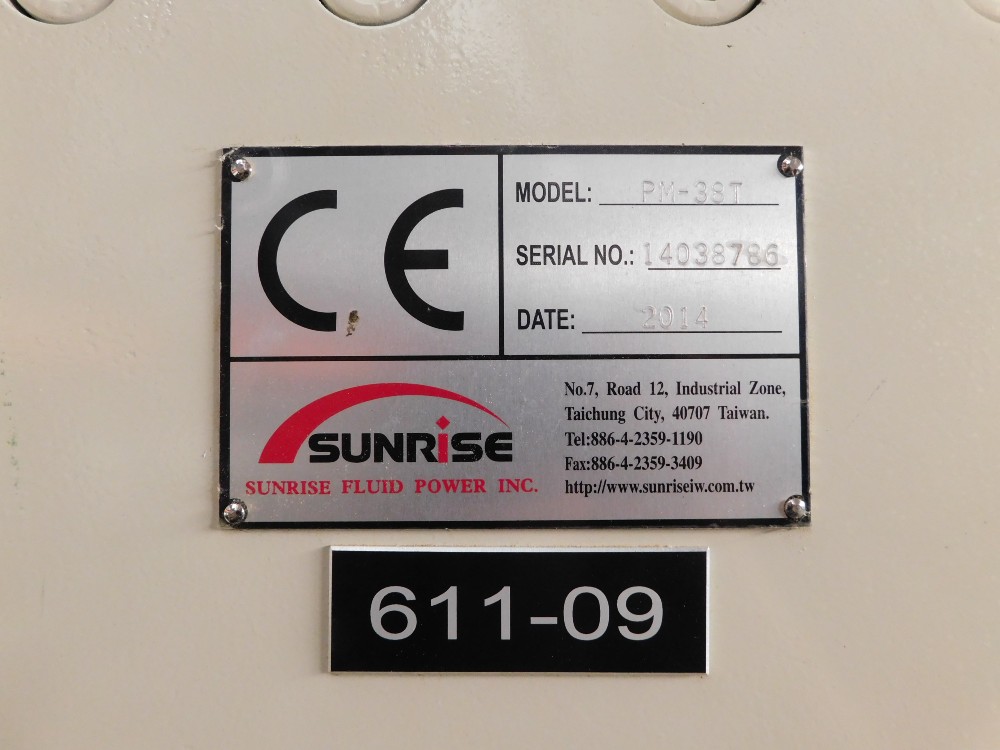 CE
MODEL: PM-38T
SERIAL NO.: 14038786
DATE: 2014
SUNRiSE
SUNRISE FLUID POWER INC.
No.7, Road 12, Industrial Zone,
Taichung City, 40707 Taiwan.
Tel:886-4-2359-1190
Fax:886-4-2359-3409
http://www.sunriseiw.com.tw
611-09